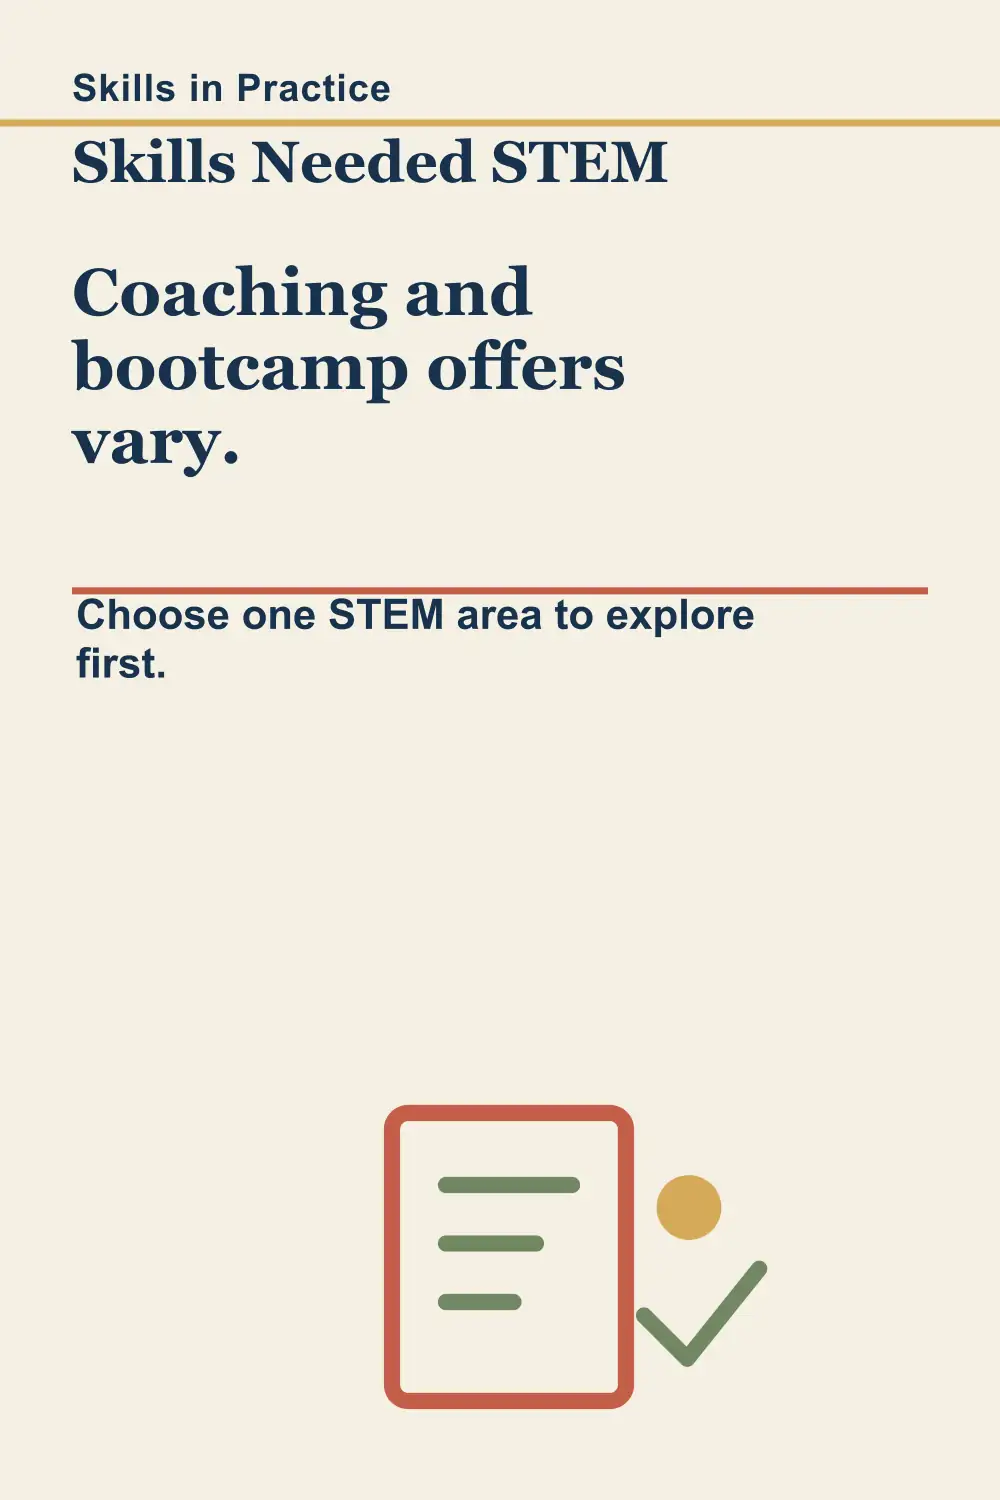 Skills in Practice
Skills Needed STEM
Coaching and
bootcamp offers
vary.
Choose one STEM area to explore
first.